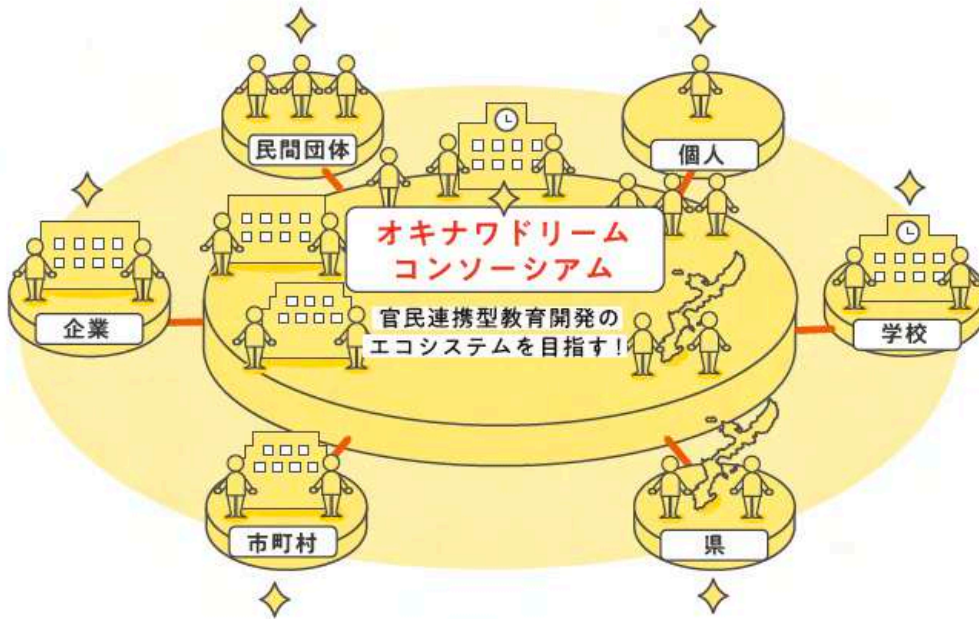 民間団体
個人
オキナワドリーム
コンソーシアム
企業
官民連携型教育開発の
エコシステムを目指す!
学校
市町村
県